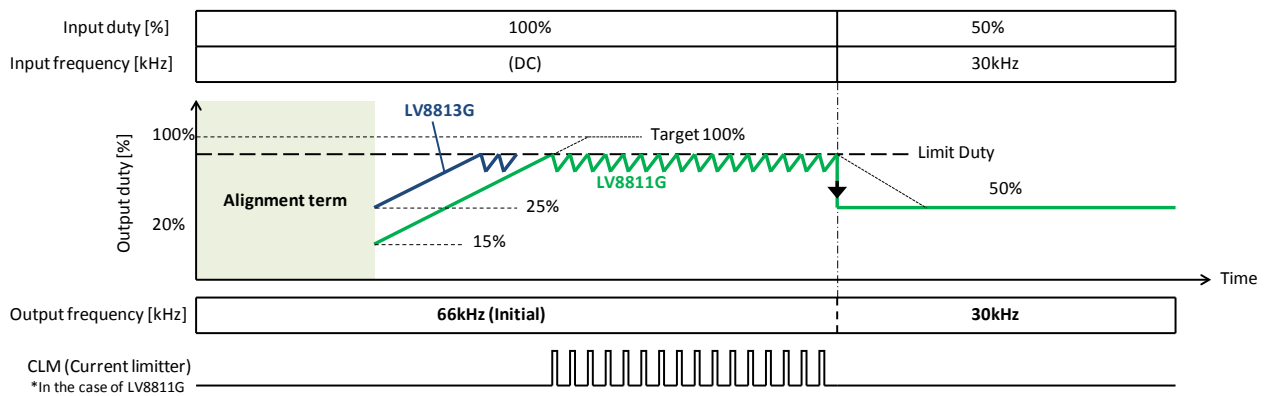 Input duty [%] 100% 50%
Input frequency [kHz] (DC) 30kHz
LV8813G
100% Target 100%
Limit Duty
LV8811G
Output duty [%]
Alignment term
50%
25%
20%
15%
Time
Output frequency [kHz] 66kHz (Initial) 30kHz
CLM (Current limitter)
*In the case of LV8811G